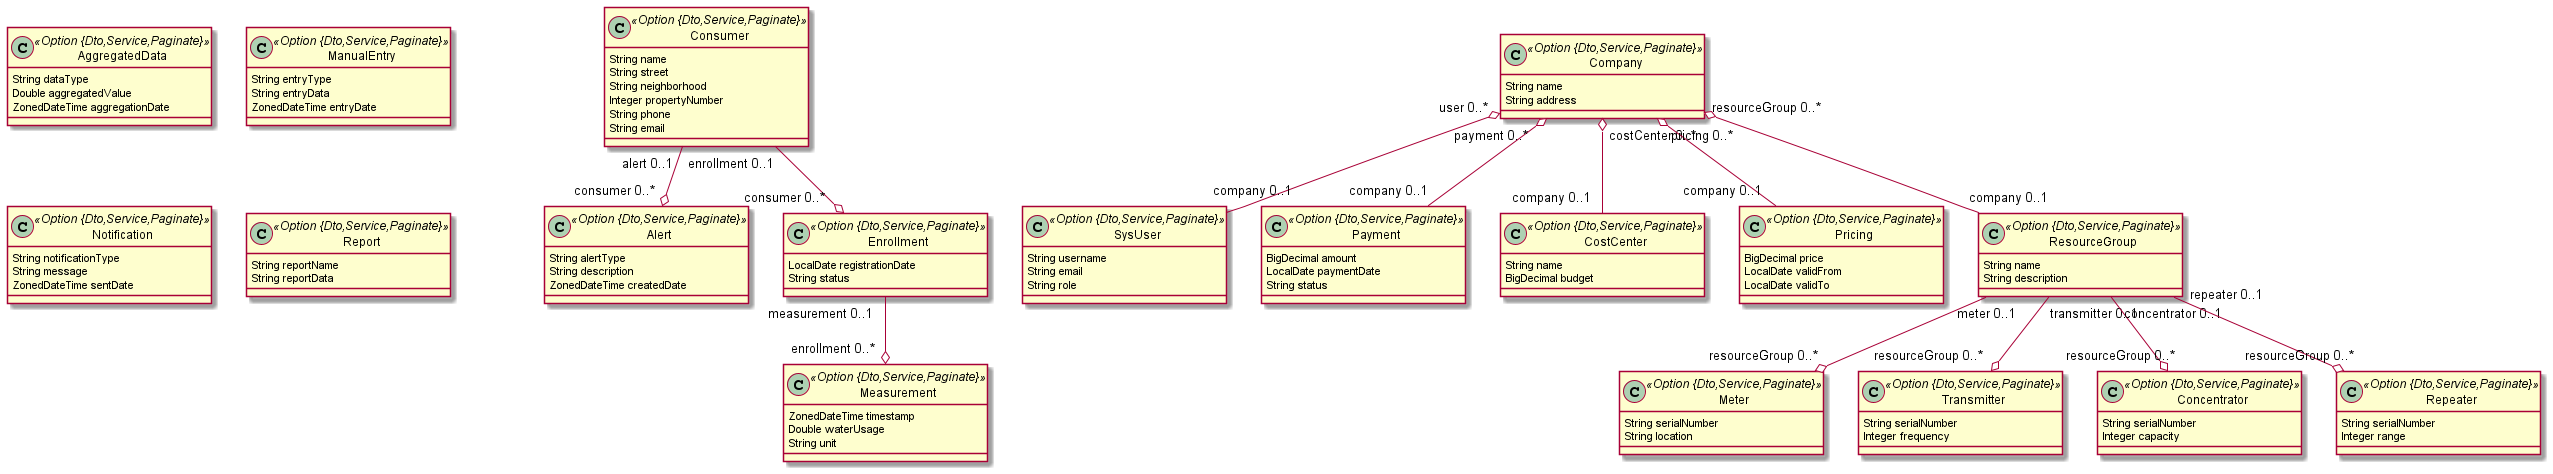 C «Option {Dto,Service,Paginate}»
AggregatedData
String dataType
Double aggregatedValue
ZonedDateTime aggregationDate
C «Option {Dto,Service,Paginate}»
ManualEntry
String entryType
String entryData
ZonedDateTime entryDate
C «Option {Dto,Service,Paginate}»
Consumer
String name
String street
String neighborhood
Integer propertyNumber
String phone
String email
C «Option {Dto,Service,Paginate}»
Company
String name
String address
user 0..*
payment 0..*
costCenter 0..*
pricing 0..*
resourceGroup 0..*
alert 0..1
enrollment 0..1
consumer 0..*
consumer 0..*
company 0..1
company 0..1
company 0..1
company 0..1
company 0..1
C «Option {Dto,Service,Paginate}»
Notification
String notificationType
String message
ZonedDateTime sentDate
C «Option {Dto,Service,Paginate}»
Report
String reportName
String reportData
C «Option {Dto,Service,Paginate}»
Alert
String alertType
String description
ZonedDateTime createdDate
C «Option {Dto,Service,Paginate}»
Enrollment
LocalDate registrationDate
String status
C «Option {Dto,Service,Paginate}»
SysUser
String username
String email
String role
C «Option {Dto,Service,Paginate}»
Payment
BigDecimal amount
LocalDate paymentDate
String status
C «Option {Dto,Service,Paginate}»
CostCenter
String name
BigDecimal budget
C «Option {Dto,Service,Paginate}»
Pricing
BigDecimal price
LocalDate validFrom
LocalDate validTo
C «Option {Dto,Service,Paginate}»
ResourceGroup
String name
String description
measurement 0..1
enrollment 0..*
meter 0..1
transmitter 0..1
concentrator 0..1
repeater 0..1
resourceGroup 0..*
resourceGroup 0..*
resourceGroup 0..*
resourceGroup 0..*
C «Option {Dto,Service,Paginate}»
Measurement
ZonedDateTime timestamp
Double waterUsage
String unit
C «Option {Dto,Service,Paginate}»
Meter
String serialNumber
String location
C «Option {Dto,Service,Paginate}»
Transmitter
String serialNumber
Integer frequency
C «Option {Dto,Service,Paginate}»
Concentrator
String serialNumber
Integer capacity
C «Option {Dto,Service,Paginate}»
Repeater
String serialNumber
Integer range